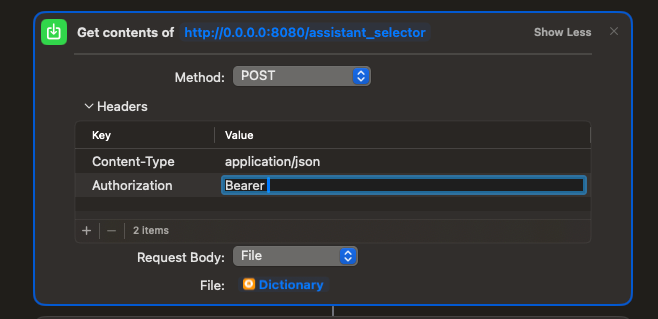 Get contents of http://0.0.0.0:8080/assistant_selector Show Less
Method: POST
Headers
Key Value
Content-Type application/json
Authorization Bearer
2 items
Request Body: File
File: Dictionary